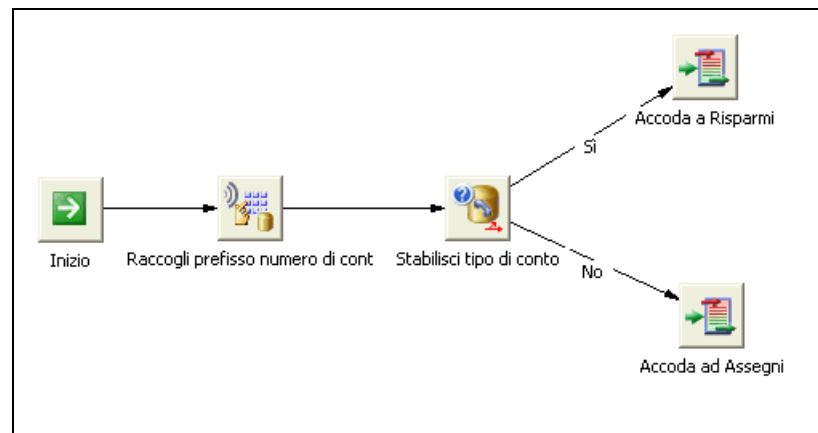 Accoda a Risparmi
Sì
Inizio
Raccogli prefisso numero di cont
Stabilisci tipo di conto
No
Accoda ad Assegni